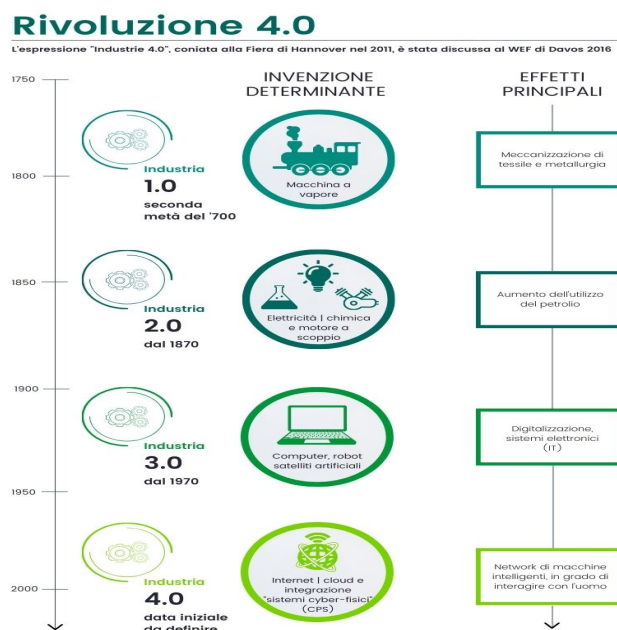 Rivoluzione 4.0
L'espressione "Industrie 4.0", coniata alla Fiera di Hannover nel 2011, è stata discussa al WEF di Davos 2016
INVENZIONE
DETERMINANTE
EFFETTI
PRINCIPALI
1750
Industria
1.0
seconda
metà del '700
Macchina a
vapore
Meccanizzazione di
tessile e metallurgia
1800
1850
Industria
2.0
dal 1870
Elettricità | chimica
e motore a
scoppio
Aumento dell'utilizzo
del petrolio
1900
Industria
3.0
dal 1970
Computer, robot
satelliti artificiali
Digitalizzazione,
sistemi elettronici
(IT)
1950
2000
Industria
4.0
data iniziale
da definire
Internet | cloud e
integrazione
"sistemi cyber-fisici"
(CPS)
Network di macchine
intelligenti, in grado di
interagire con l'uomo